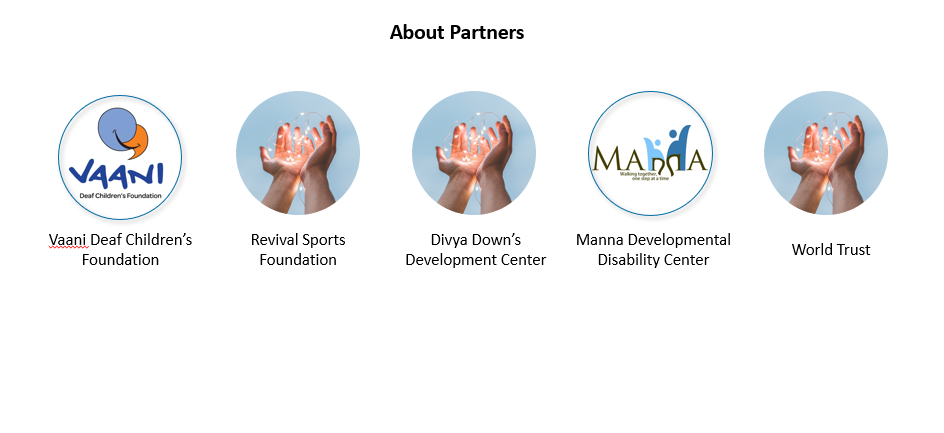 About Partners
VAANI
Deaf Children's Foundation
MANNA
Walking together,
one step at a time
Vaani Deaf Children’s
Foundation
Revival Sports
Foundation
Divya Down’s
Development Center
Manna Developmental
Disability Center
World Trust